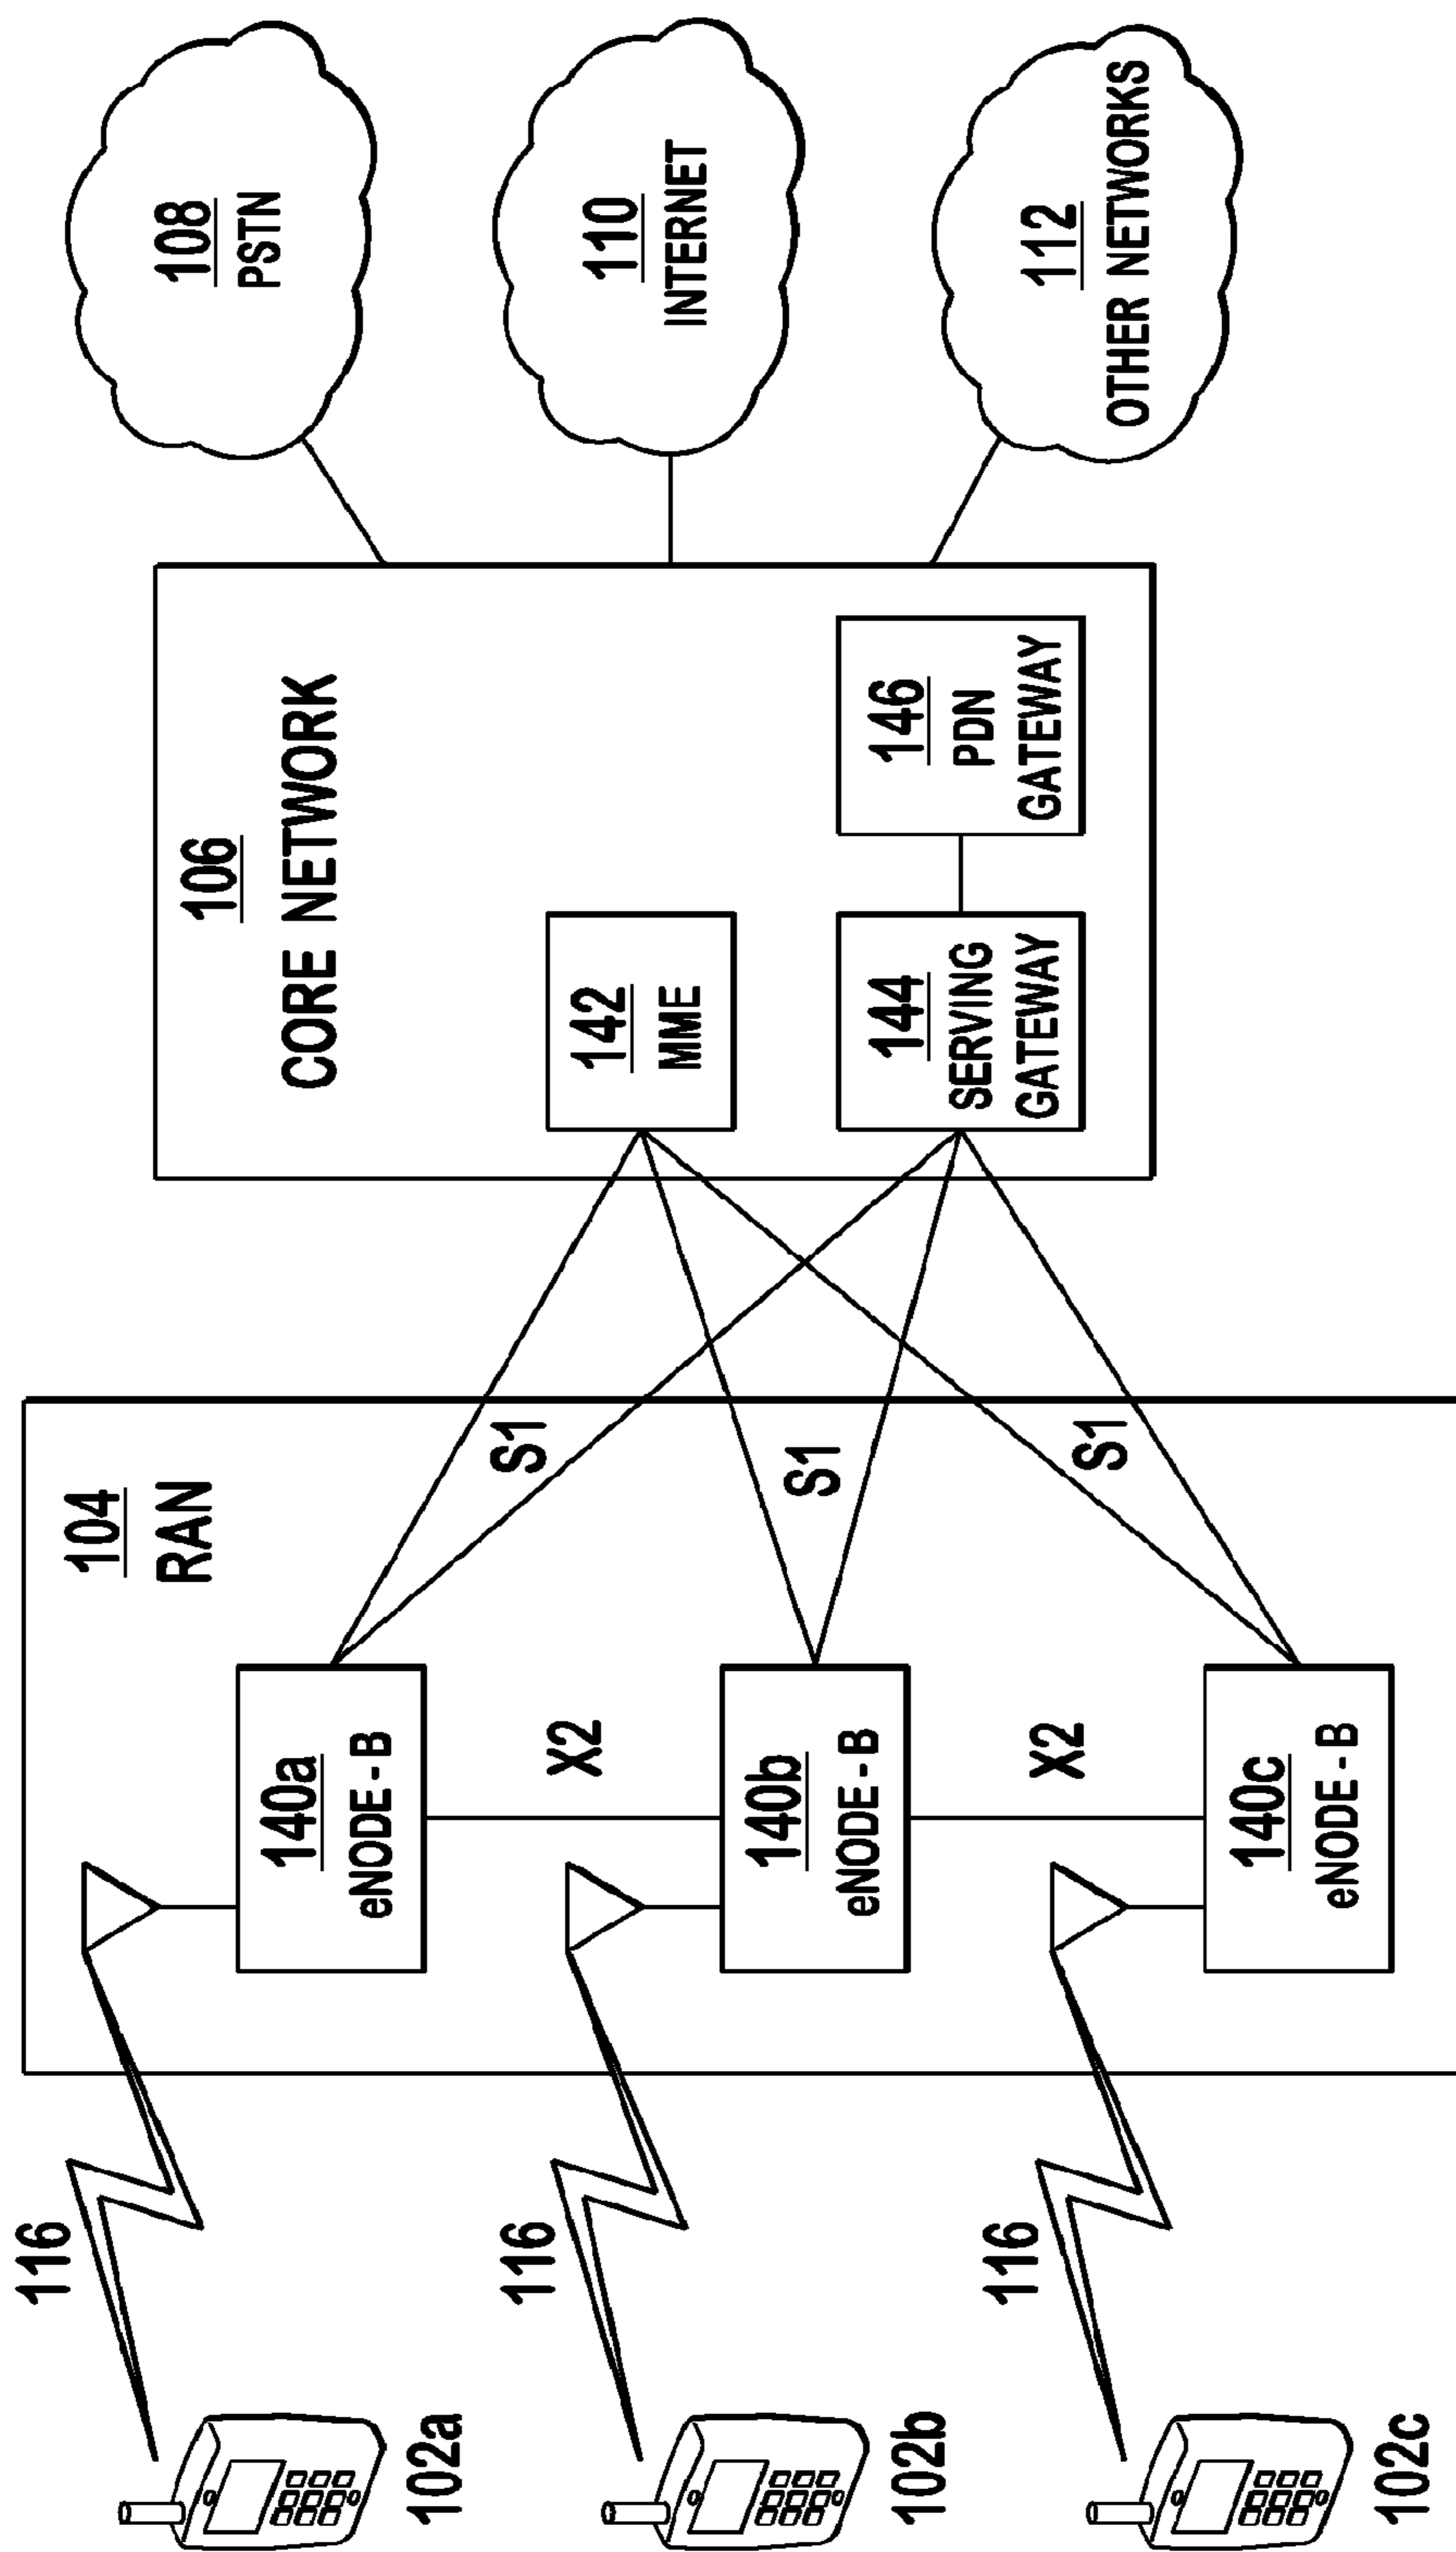 102a
116
102b
116
102c
116
104
RAN
140a
eNODE-B
X2
140b
eNODE-B
X2
140c
eNODE-B
S1
S1
S1
106
CORE NETWORK
142
MME
144
SERVING
GATEWAY
146
PDN
GATEWAY
108
PSTN
110
INTERNET
112
OTHER NETWORKS